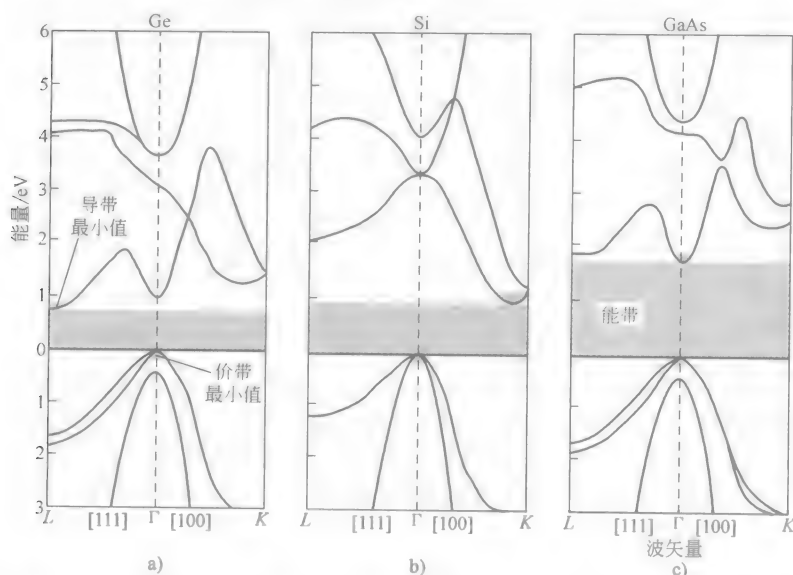 Ge
Si
GaAs
能量/eV
6
5
4
3
2
1
0
1
2
3
导带
最小值
价带
最小值
能带
L
[111]
Γ
[100]
K
L
[111]
Γ
[100]
K
L
[111]
Γ
[100]
K
波矢量
a)
b)
c)